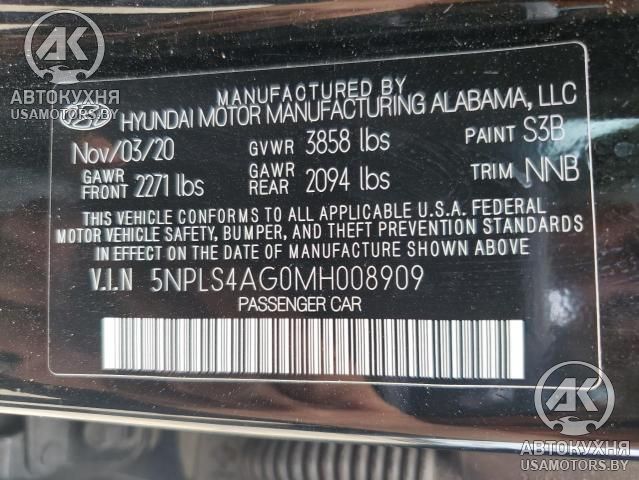 AK
АВТОКУХНЯ
USAMOTORS.BY
MANUFACTURED BY
HYUNDAI MOTOR MANUFACTURING ALABAMA, LLC
Nov/03/20 GVWR 3858 lbs PAINT S3B
GAWR FRONT 2271 lbs GAWR REAR 2094 lbs TRIM NNB
THIS VEHICLE CONFORMS TO ALL APPLICABLE U.S.A. FEDERAL
MOTOR VEHICLE SAFETY, BUMPER, AND THEFT PREVENTION STANDARDS
IN EFFECT ON THE DATE OF MANUFACTURE SHOWN ABOVE.
V.I.N 5NPLS4AG0MH008909
PASSENGER CAR
AK
АВТОКУХНЯ
USAMOTORS.BY